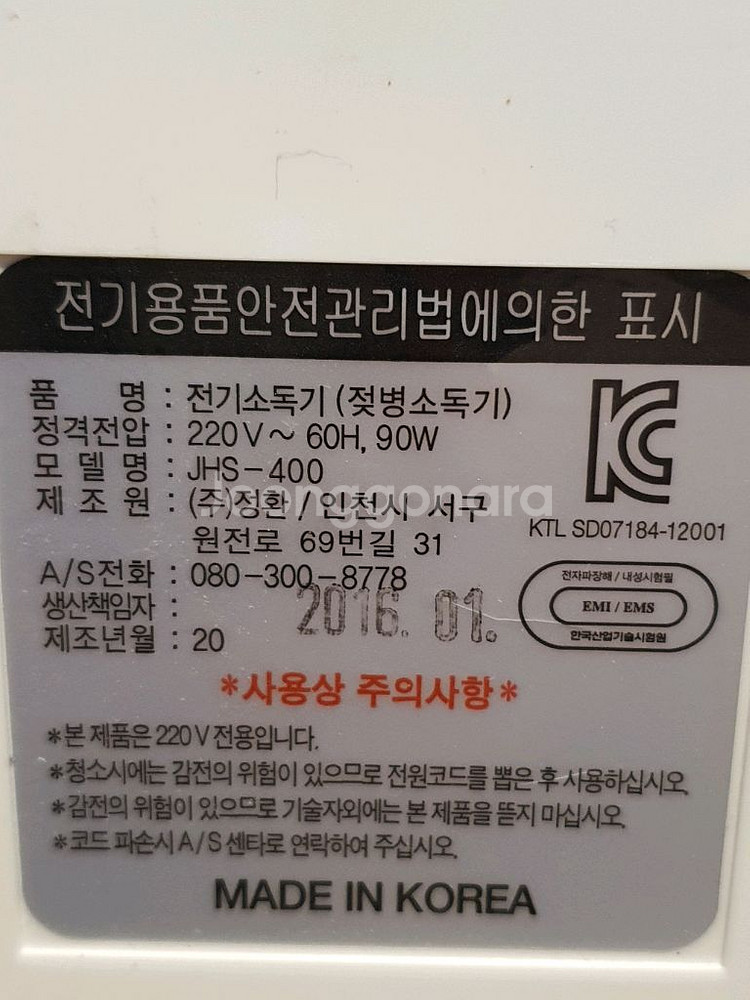 전기용품안전관리법에의한 표시
품 명 : 전기소독기 (젖병소독기)
정격전압 : 220V~ 60H, 90W
모 델 명 : JHS-400
제 조 원 : (주)정환 / 인천시 서구
원전로 69번길 31
A/S전화 : 080-300-8778
생산책임자 :
제조년월 : 20
2016. 01.
KC
KTL SD07184-12001
전자파장해 / 내성시험필
EMI / EMS
한국산업기술시험원
*사용상 주의사항*
*본 제품은 220V 전용입니다.
*청소시에는 감전의 위험이 있으므로 전원코드를 뽑은 후 사용하십시오.
*감전의 위험이 있으므로 기술자외에는 본 제품을 뜯지 마십시오.
*코드 파손시 A/S 센타로 연락하여 주십시오.
MADE IN KOREA
Joonggonara